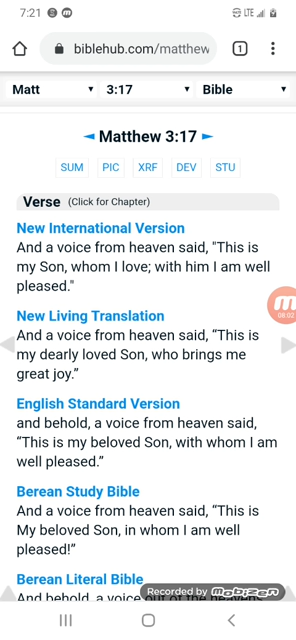 7:21 LTE
biblehub.com/matthew 1
Matt 3:17 Bible
Matthew 3:17
SUM PIC XRF DEV STU
Verse (Click for Chapter)
New International Version
And a voice from heaven said, "This is
my Son, whom I love; with him I am well
pleased."
New Living Translation
And a voice from heaven said, “This is
my dearly loved Son, who brings me
great joy.”
English Standard Version
and behold, a voice from heaven said,
“This is my beloved Son, with whom I am
well pleased.”
Berean Study Bible
And a voice from heaven said, “This is
My beloved Son, in whom I am well
pleased!”
Berean Literal Bible
And behold, a voice out of the heavens
Recorded by Mobizen